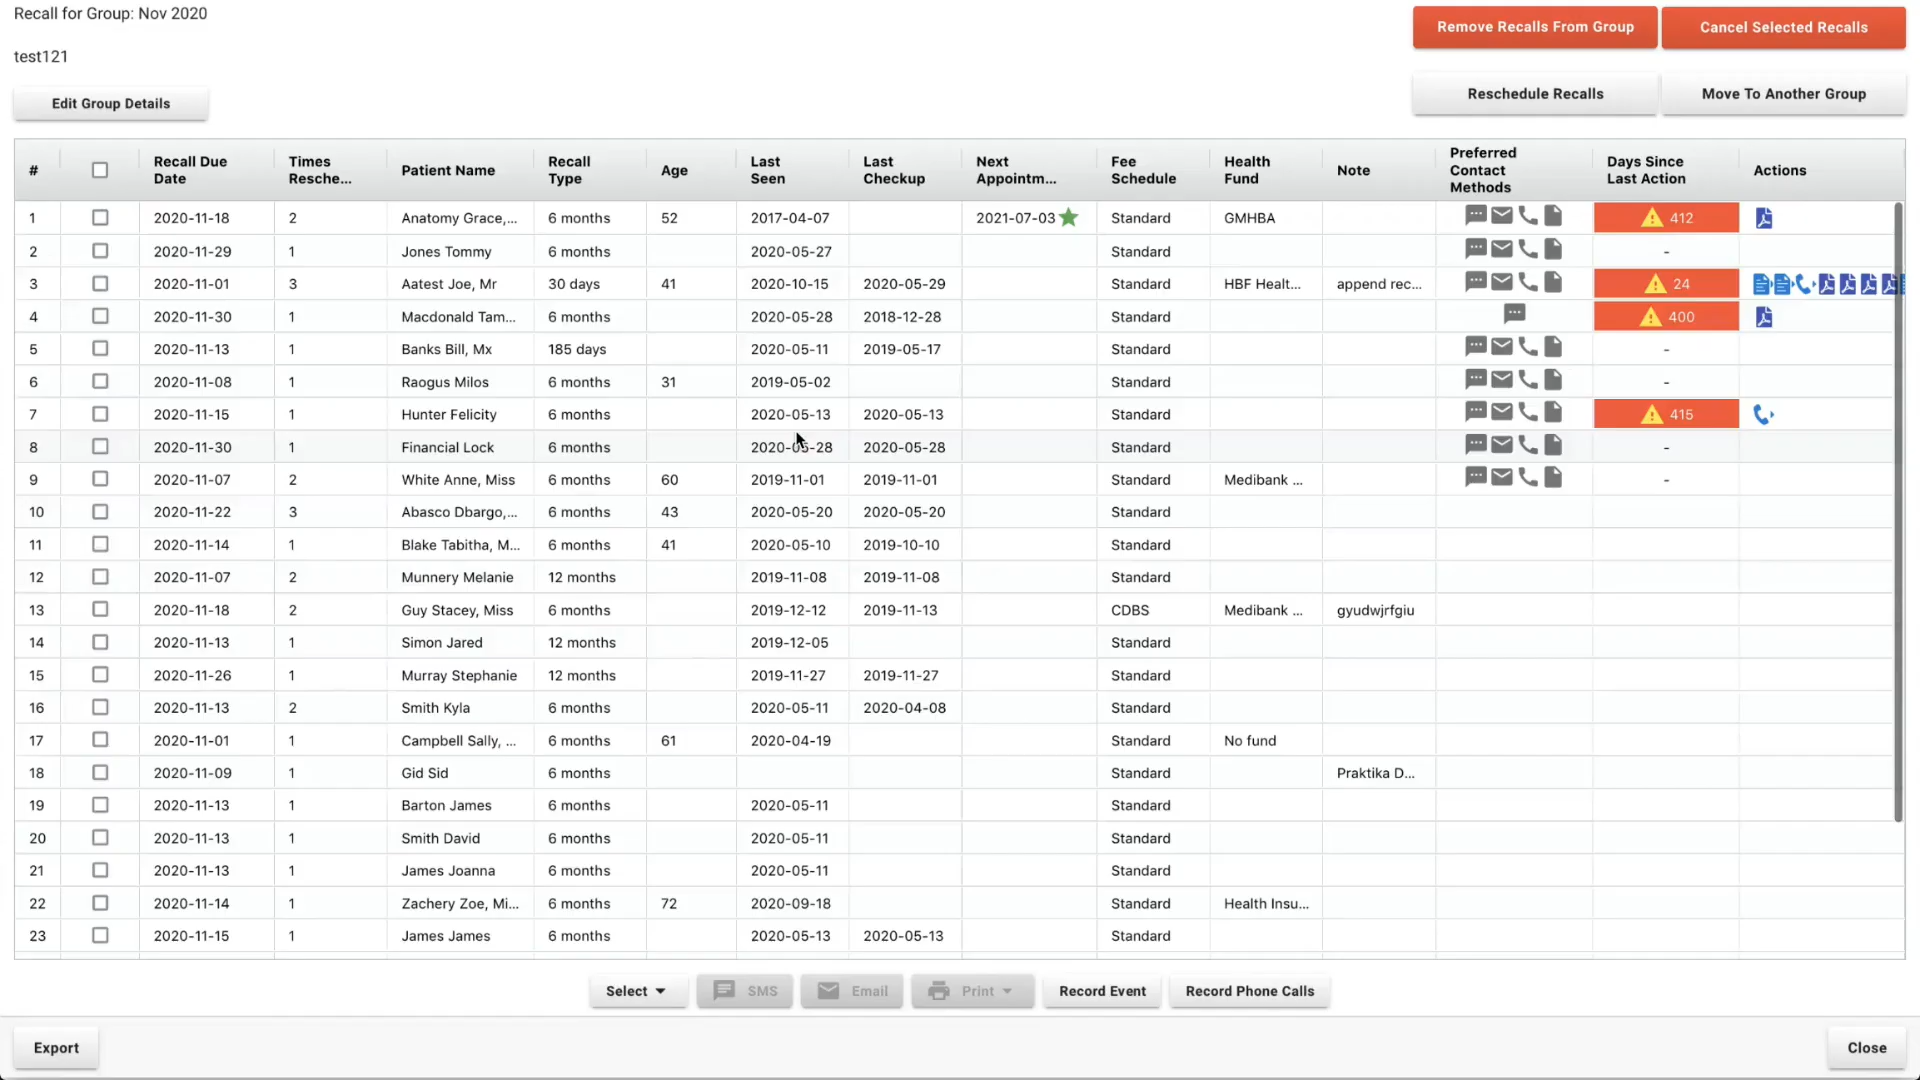 Recall for Group: Nov 2020
Remove Recalls From Group Cancel Selected Recalls
test121
Edit Group Details Reschedule Recalls Move To Another Group
# Recall Due Date Times Resche... Patient Name Recall Type Age Last Seen Last Checkup Next Appointm... Fee Schedule Health Fund Note Preferred Contact Methods Days Since Last Action Actions
1 2020-11-18 2 Anatomy Grace,... 6 months 52 2017-04-07 2021-07-03 Standard GMHBA 412
2 2020-11-29 1 Jones Tommy 6 months 2020-05-27 Standard -
3 2020-11-01 3 Aatest Joe, Mr 30 days 41 2020-10-15 2020-05-29 Standard HBF Healt... append rec... 24
4 2020-11-30 1 Macdonald Tam... 6 months 2020-05-28 2018-12-28 Standard 400
5 2020-11-13 1 Banks Bill, Mx 185 days 2020-05-11 2019-05-17 Standard -
6 2020-11-08 1 Raogus Milos 6 months 31 2019-05-02 Standard -
7 2020-11-15 1 Hunter Felicity 6 months 2020-05-13 2020-05-13 Standard 415
8 2020-11-30 1 Financial Lock 6 months 2020-05-28 2020-05-28 Standard -
9 2020-11-07 2 White Anne, Miss 6 months 60 2019-11-01 2019-11-01 Standard Medibank ... -
10 2020-11-22 3 Abasco Dbargo,... 6 months 43 2020-05-20 2020-05-20 Standard
11 2020-11-14 1 Blake Tabitha, M... 6 months 41 2020-05-10 2019-10-10 Standard
12 2020-11-07 2 Munnery Melanie 12 months 2019-11-08 2019-11-08 Standard
13 2020-11-18 2 Guy Stacey, Miss 6 months 2019-12-12 2019-11-13 CDBS Medibank ... gyudwjrfgiu
14 2020-11-13 1 Simon Jared 12 months 2019-12-05 Standard
15 2020-11-26 1 Murray Stephanie 12 months 2019-11-27 2019-11-27 Standard
16 2020-11-13 2 Smith Kyla 6 months 2020-05-11 2020-04-08 Standard
17 2020-11-01 1 Campbell Sally, ... 6 months 61 2020-04-19 Standard No fund
18 2020-11-09 1 Gid Sid 6 months Standard Praktika D...
19 2020-11-13 1 Barton James 6 months 2020-05-11 Standard
20 2020-11-13 1 Smith David 6 months 2020-05-11 Standard
21 2020-11-13 1 James Joanna 6 months 2020-05-11 Standard
22 2020-11-14 1 Zachery Zoe, Mi... 6 months 72 2020-09-18 Standard Health Insu...
23 2020-11-15 1 James James 6 months 2020-05-13 2020-05-13 Standard
Select SMS Email Print Record Event Record Phone Calls
Export Close